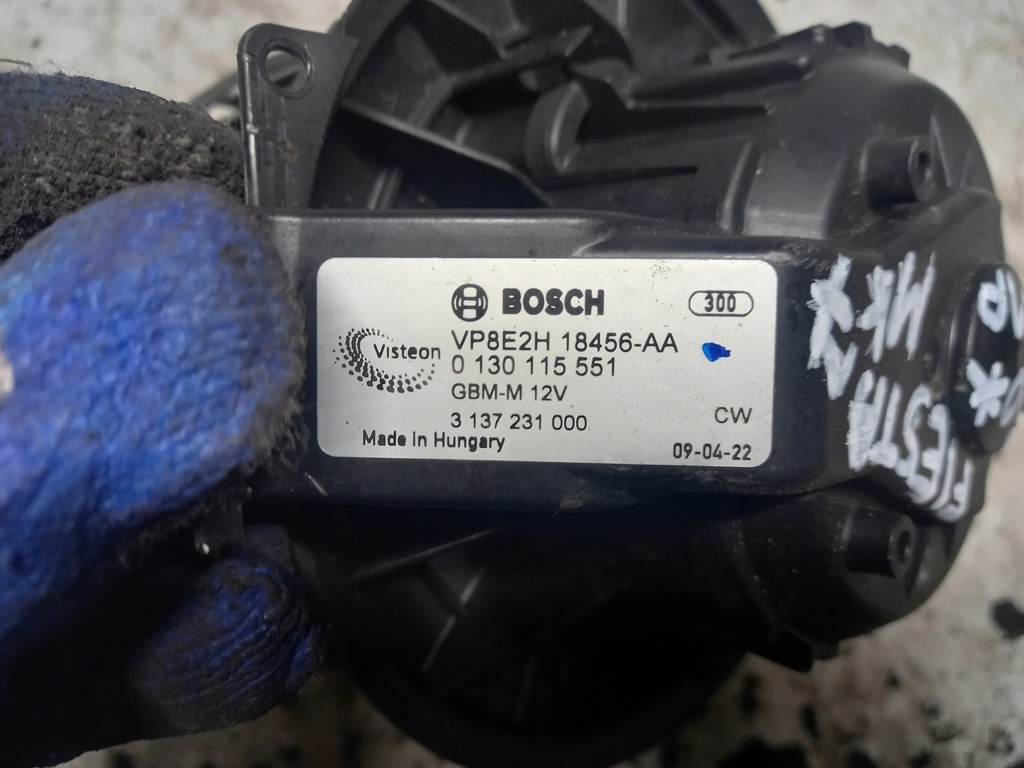 BOSCH
300
Visteon
VP8E2H 18456-AA
0 130 115 551
GBM-M 12V
3 137 231 000
CW
Made in Hungary
09-04-22
FIESTA
MK7